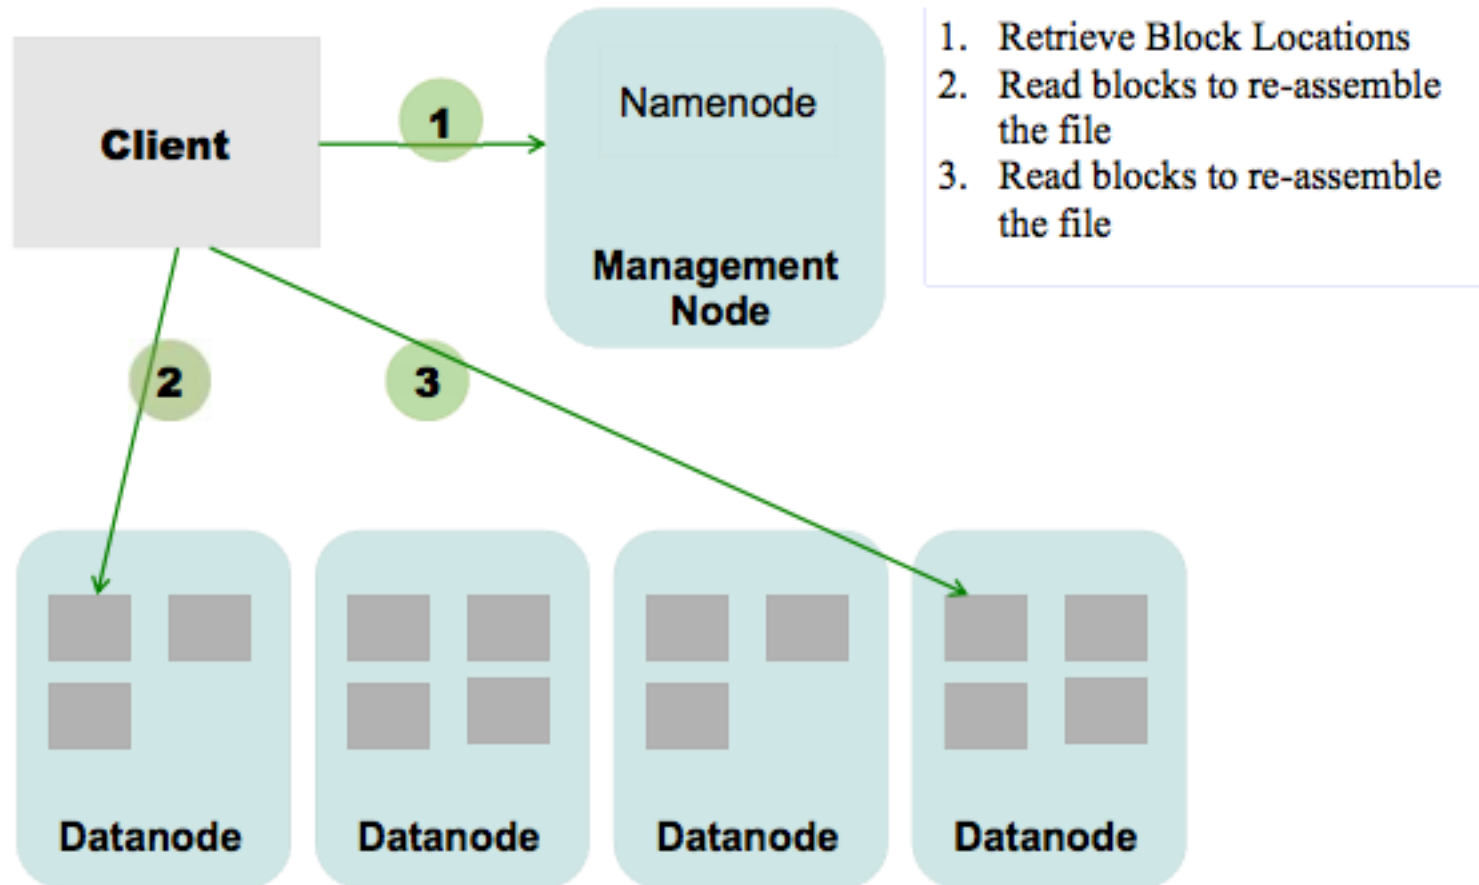 Client
1
Namenode
Management
Node
1. Retrieve Block Locations
2. Read blocks to re-assemble
the file
3. Read blocks to re-assemble
the file
2
3
Datanode
Datanode
Datanode
Datanode